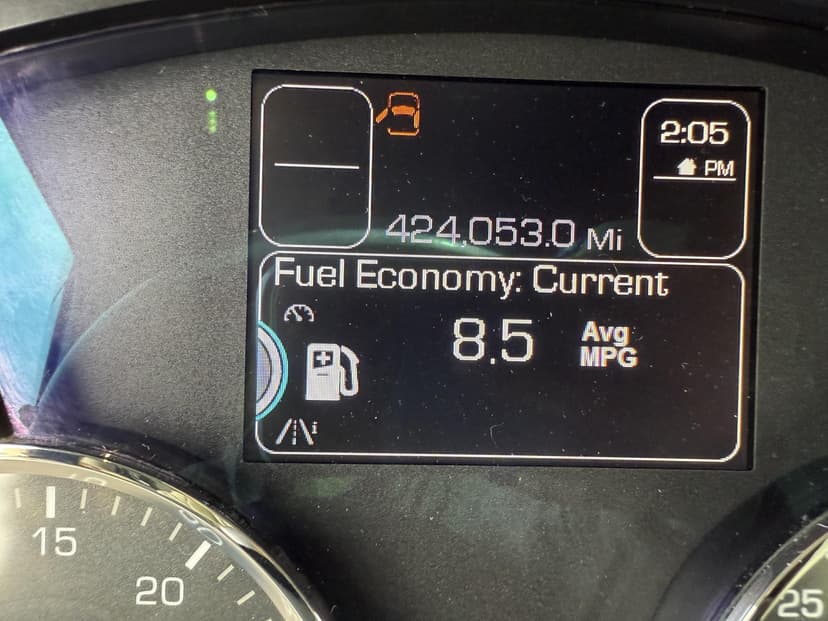 2:05
PM
424,053.0 Mi
Fuel Economy: Current
8.5 Avg
MPG
i
15
20
25